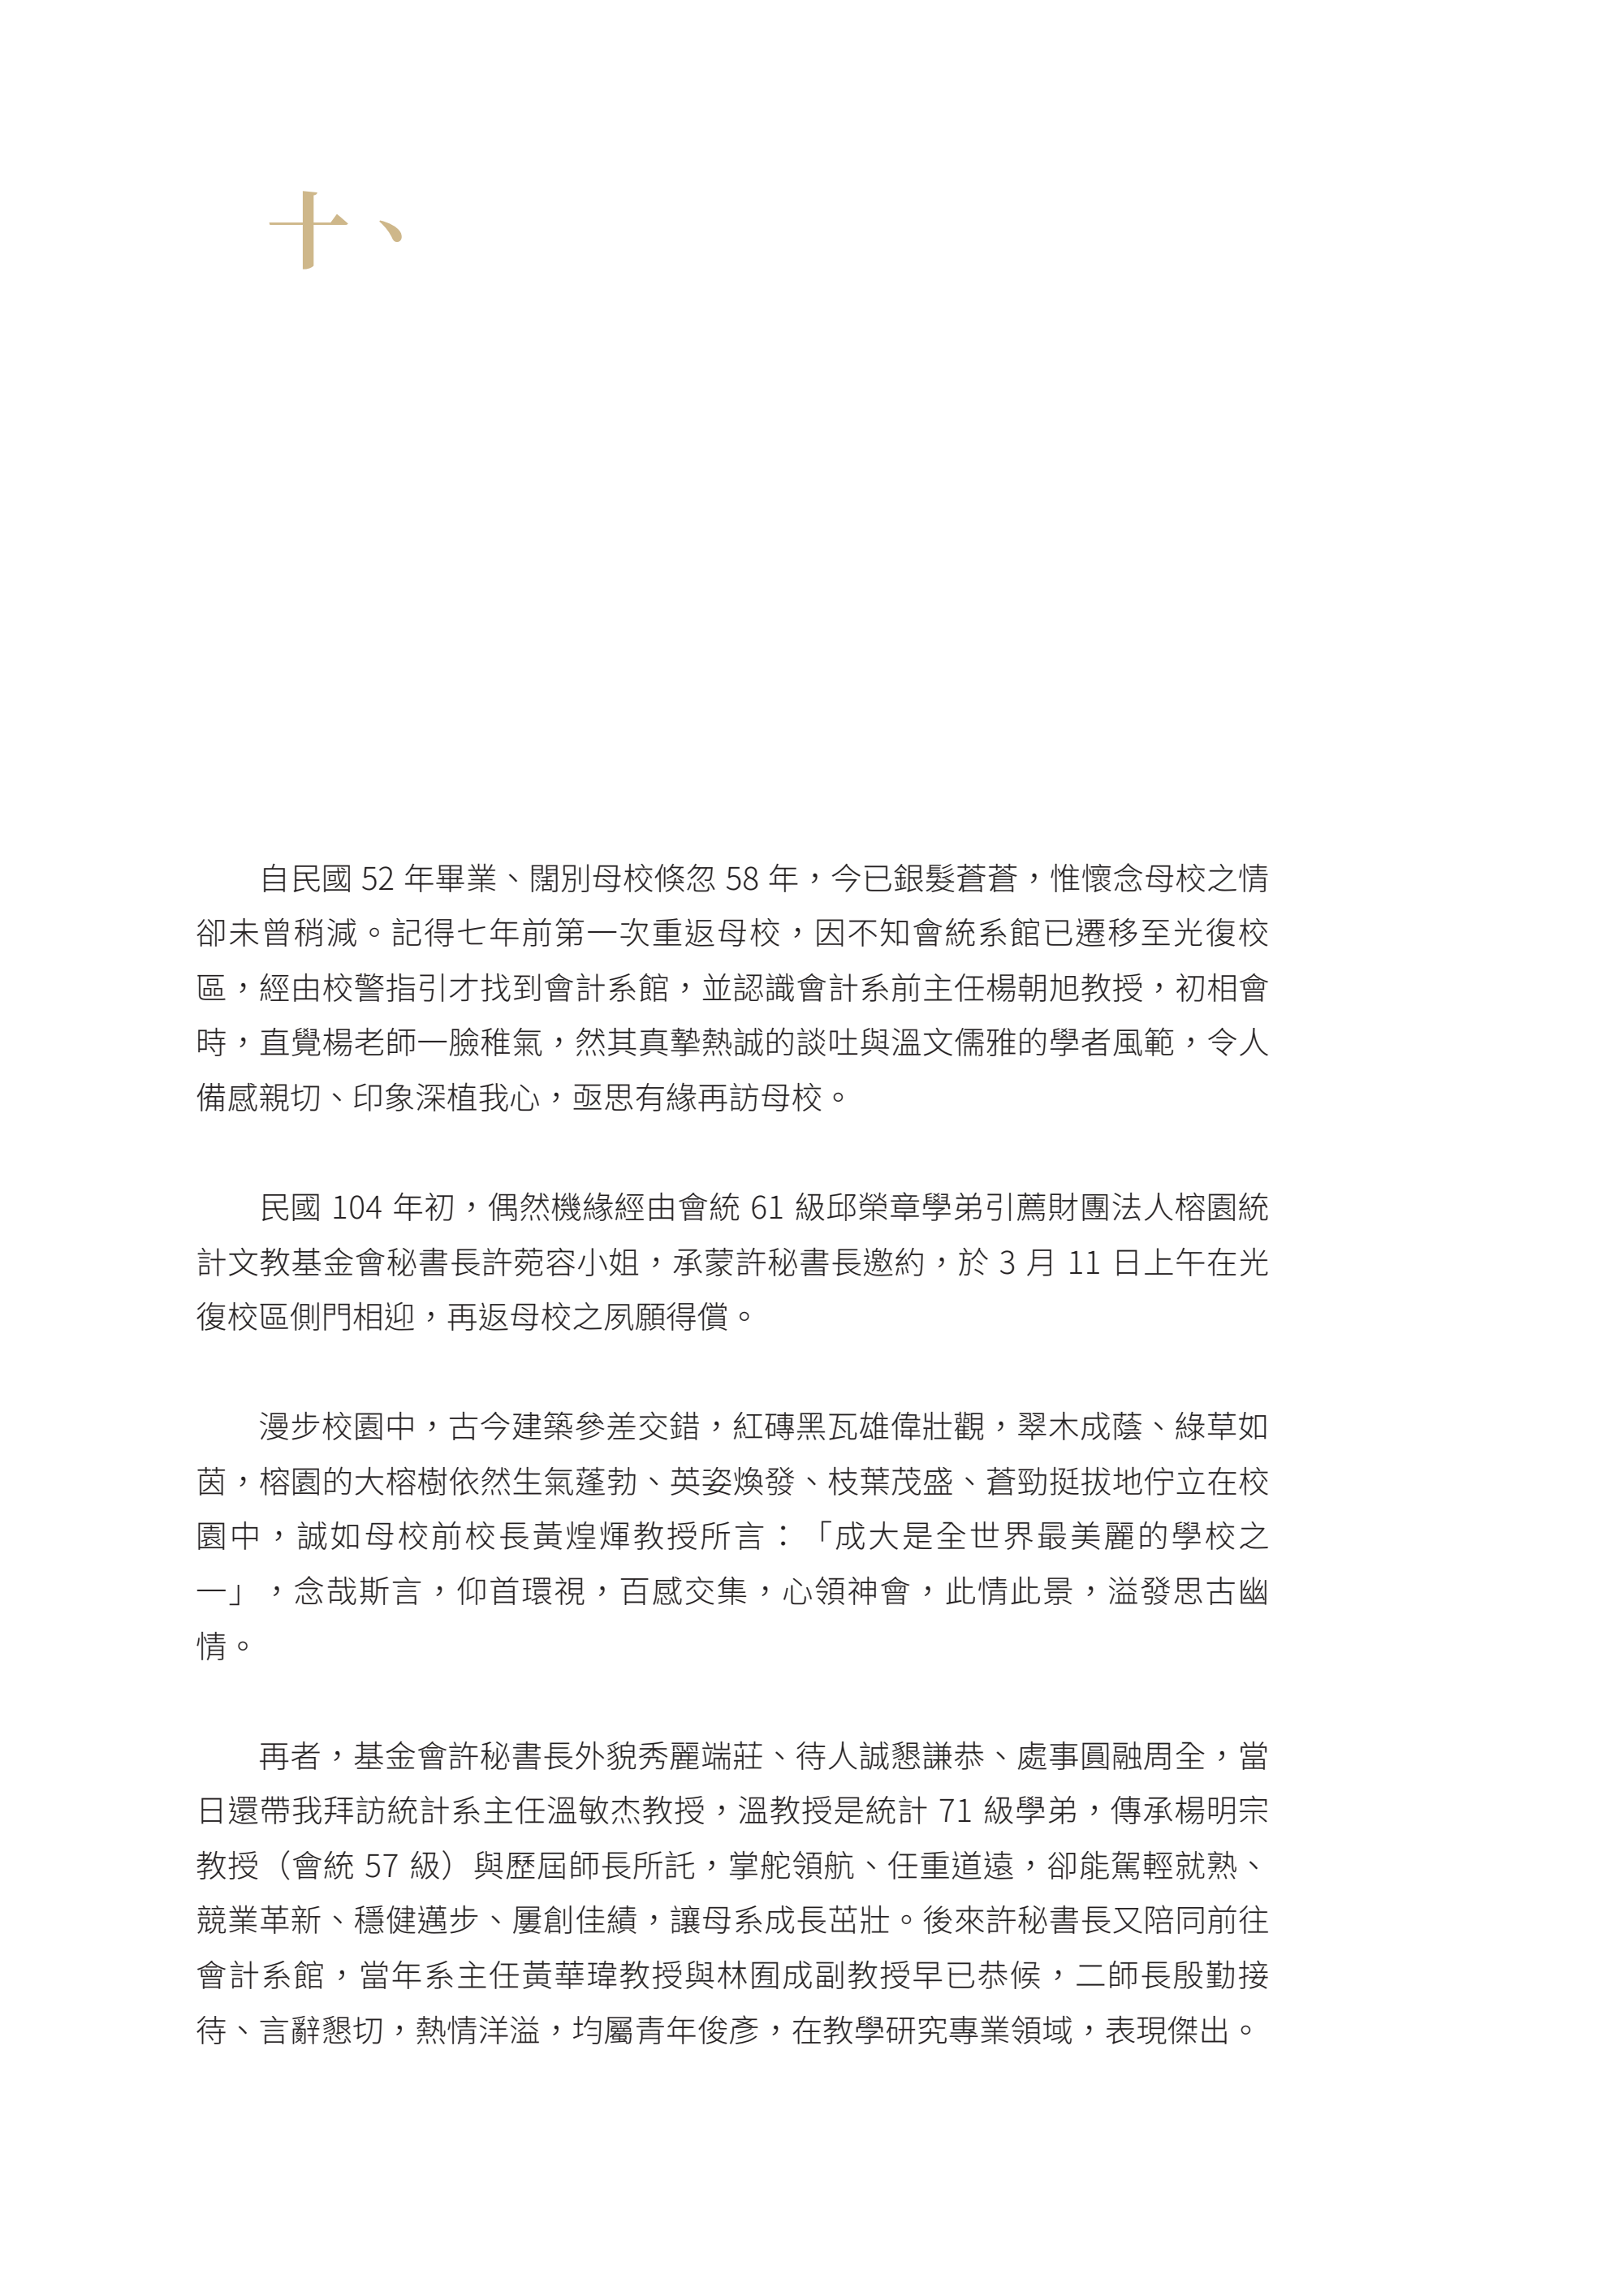 十、
自民國 52 年畢業、闊別母校倏忽 58 年，今已銀髮蒼蒼，惟懷念母校之情
卻未曾稍減。記得七年前第一次重返母校，因不知會統系館已遷移至光復校
區，經由校警指引才找到會計系館，並認識會計系前主任楊朝旭教授，初相會
時，直覺楊老師一臉稚氣，然其真摯熱誠的談吐與溫文儒雅的學者風範，令人
備感親切、印象深植我心，亟思有緣再訪母校。
民國 104 年初，偶然機緣經由會統 61 級邱榮章學弟引薦財團法人榕園統
計文教基金會秘書長許菀容小姐，承蒙許秘書長邀約，於 3 月 11 日上午在光
復校區側門相迎，再返母校之夙願得償。
漫步校園中，古今建築參差交錯，紅磚黑瓦雄偉壯觀，翠木成蔭、綠草如
茵，榕園的大榕樹依然生氣蓬勃、英姿煥發、枝葉茂盛、蒼勁挺拔地佇立在校
園中，誠如母校前校長黃煌煇教授所言：「成大是全世界最美麗的學校之
一」，念哉斯言，仰首環視，百感交集，心領神會，此情此景，溢發思古幽
情。
再者，基金會許秘書長外貌秀麗端莊、待人誠懇謙恭、處事圓融周全，當
日還帶我拜訪統計系主任溫敏杰教授，溫教授是統計 71 級學弟，傳承楊明宗
教授（會統 57 級）與歷屆師長所託，掌舵領航、任重道遠，卻能駕輕就熟、
競業革新、穩健邁步、屢創佳績，讓母系成長茁壯。後來許秘書長又陪同前往
會計系館，當年系主任黃華瑋教授與林囿成副教授早已恭候，二師長殷勤接
待、言辭懇切，熱情洋溢，均屬青年俊彥，在教學研究專業領域，表現傑出。